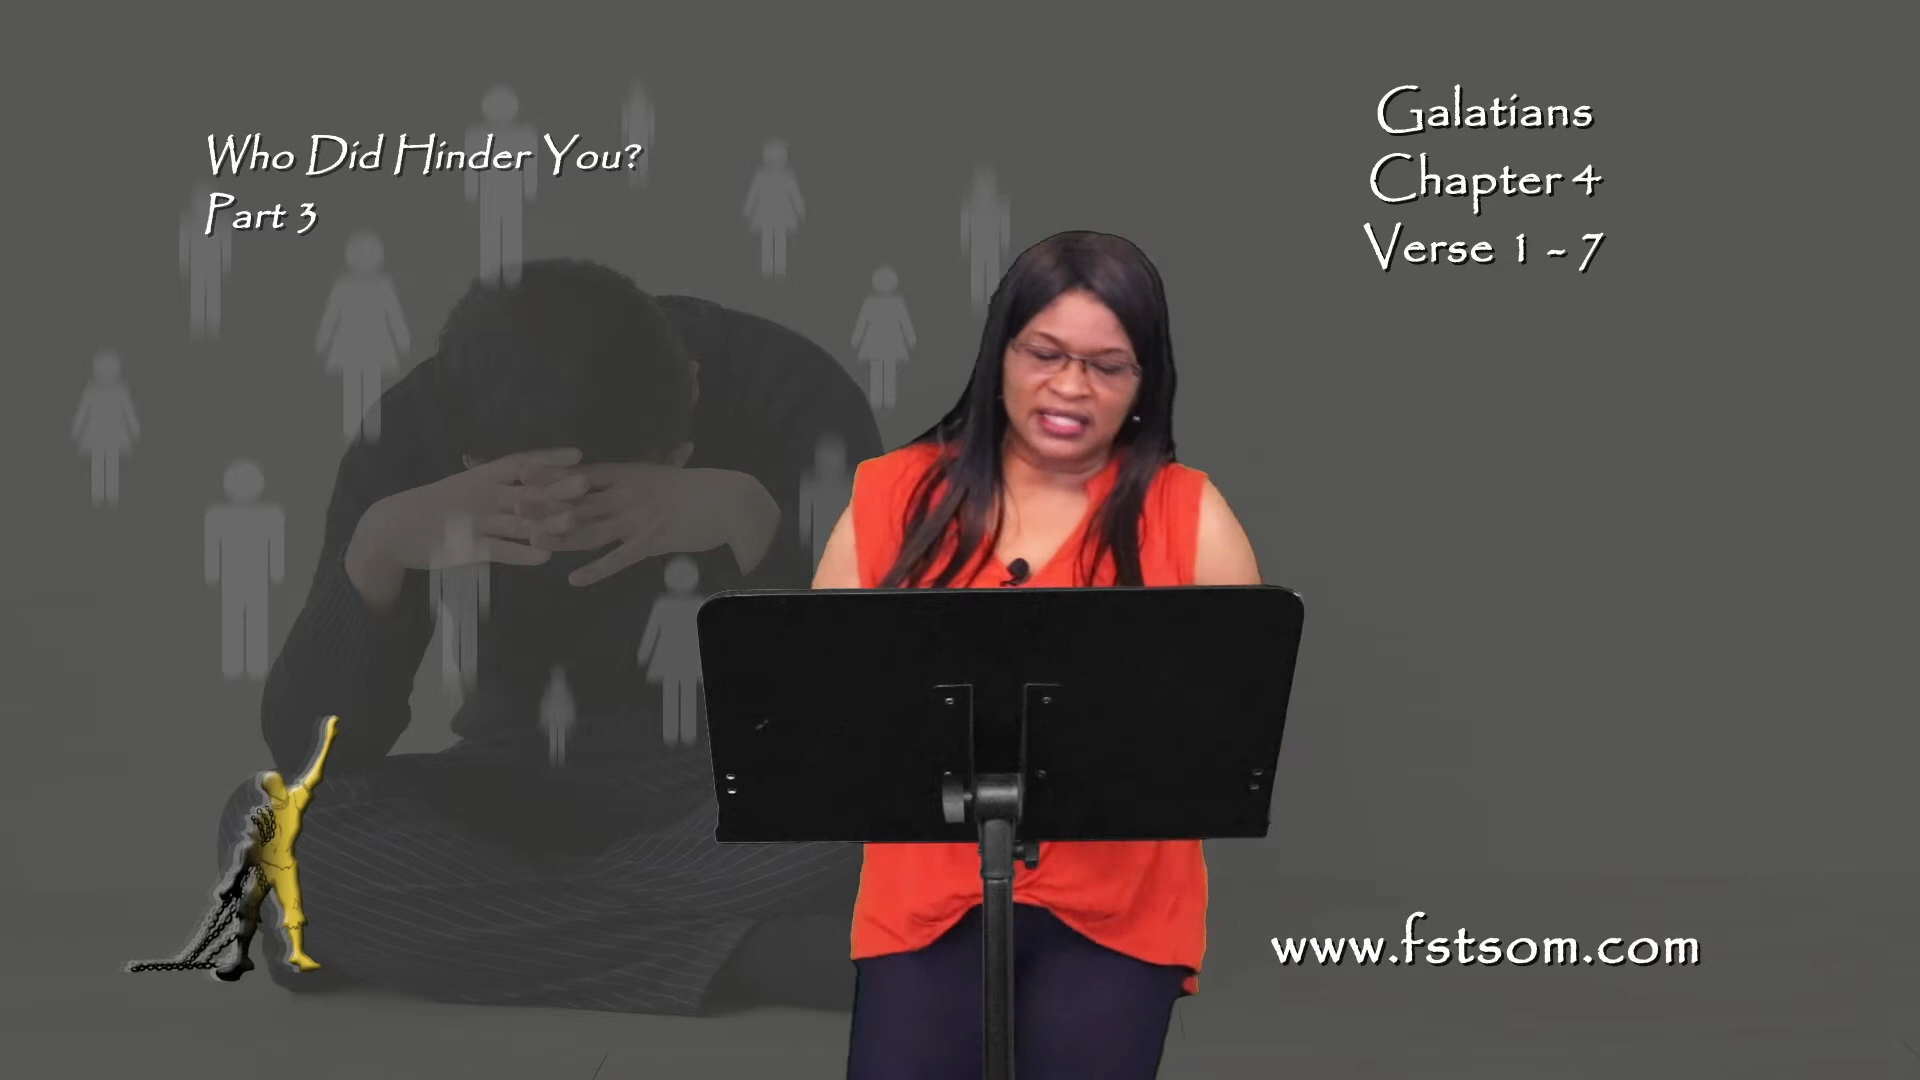 Who Did Hinder You?
Part 3
Galatians
Chapter 4
Verse 1 - 7
www.fstsom.com